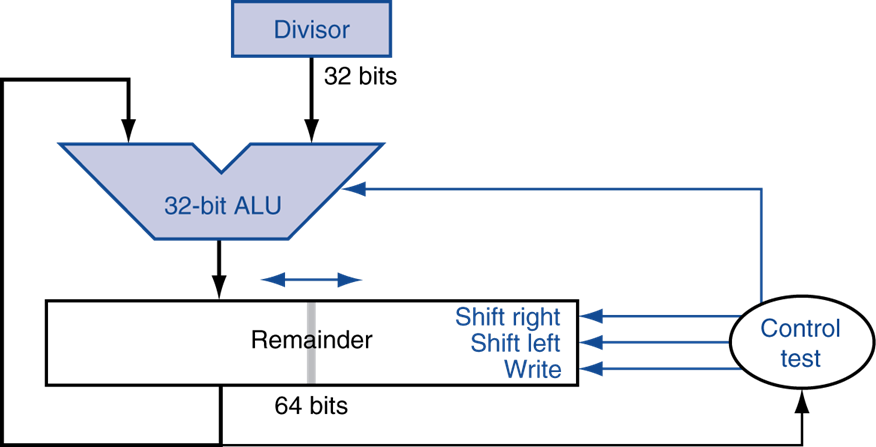 Divisor
32 bits
32-bit ALU
Remainder
Shift right
Shift left
Write
Control
test
64 bits